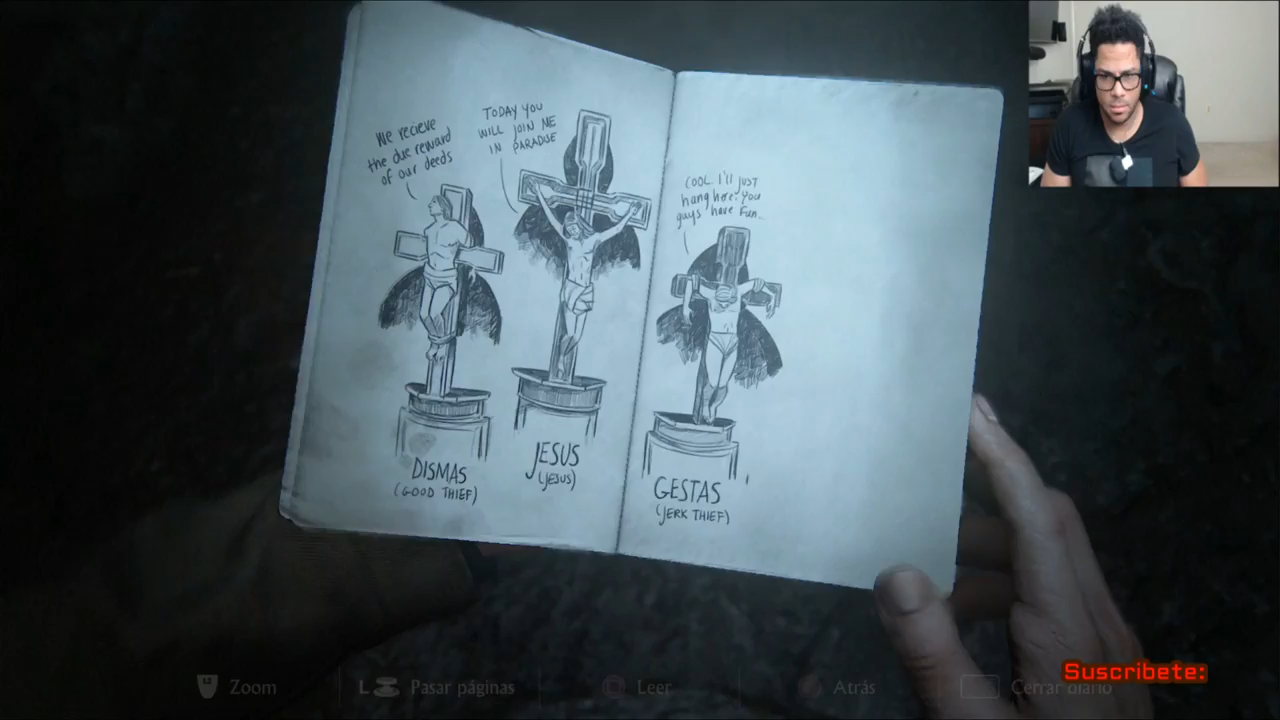 We recieve
the due reward
of our deeds
TODAY YOU
WILL JOIN ME
IN PARADISE
COOL I'll JUST
hang here. You
guys have fun..
DISMAS
(GOOD THIEF)
JESUS
(JESUS)
GESTAS
(JERK THIEF)
Suscribete:
L2 Zoom
L Pasar páginas
Leer
Atrás
Cerrar diario